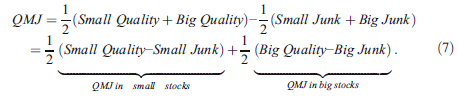 QMJ = 1/2 (Small Quality + Big Quality)–1/2 (Small Junk + Big Junk)
= 1/2 (Small Quality–Small Junk) + 1/2 (Big Quality–Big Junk). (7)
QMJ in small stocks QMJ in big stocks